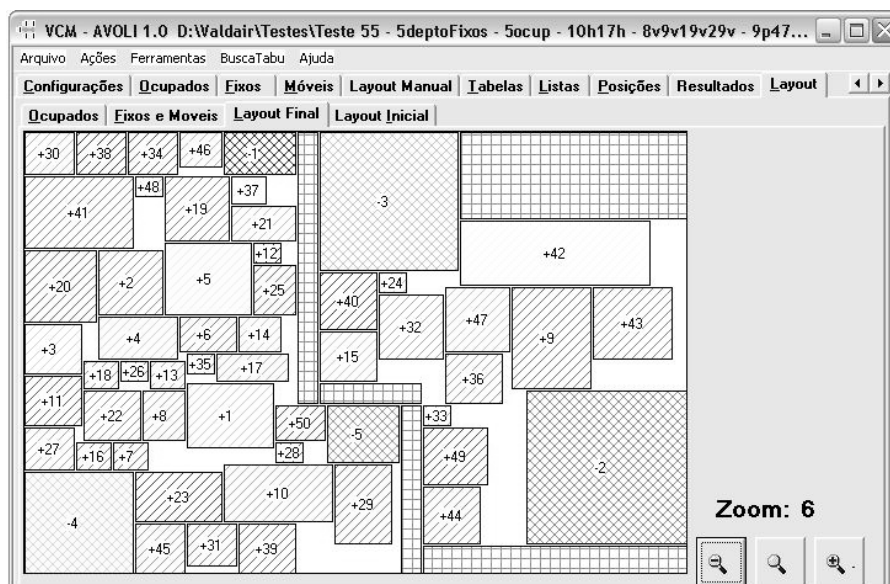 VCM - AVOLI 1.0 D:\Valdair\Testes\Teste 55 - 5deptoFixos - 5ocup - 10h17h - 8v9v19v29v - 9p47...
Arquivo Ações Ferramentas BuscaTabu Ajuda
Configurações Ocupados Fixos Móveis Layout Manual Tabelas Listas Posições Resultados Layout
Ocupados Fixos e Moveis Layout Final Layout Inicial
+30 +38 +34 +46 -1
+48 +37 -3
+41 +19
+21
+12 +42
+20 +2 +5 +24
+25 +40
+32 +47 +43
+4 +6 +14 +9
+3 +15
+18 +26 +13 +35 +17 +36
+11
+22 +8 +1 +50 +33
+27 -5
+16 +7 +28 +49
-2
+23 +10 +29
-4 Zoom: 6
+44
+45 +31 +39